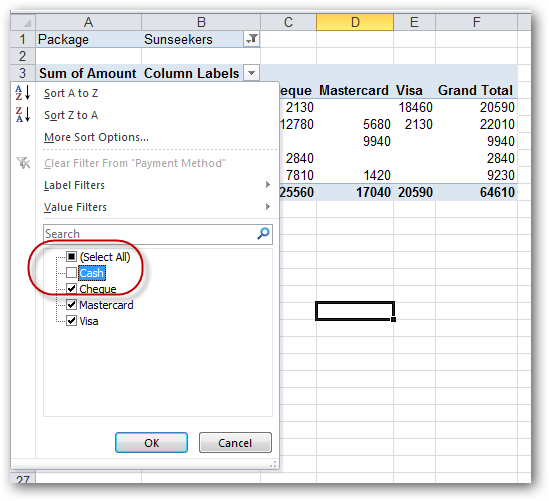 A B C D E F
1 Package Sunseekers
2
3 Sum of Amount Column Labels
eque Mastercard Visa Grand Total
2130 18460 20590
12780 5680 2130 22010
9940 9940
2840 2840
7810 1420 9230
25560 17040 20590 64610
Sort A to Z
Sort Z to A
More Sort Options...
Clear Filter From "Payment Method"
Label Filters
Value Filters
Search
(Select All)
Cash
Cheque
Mastercard
Visa
OK Cancel
27